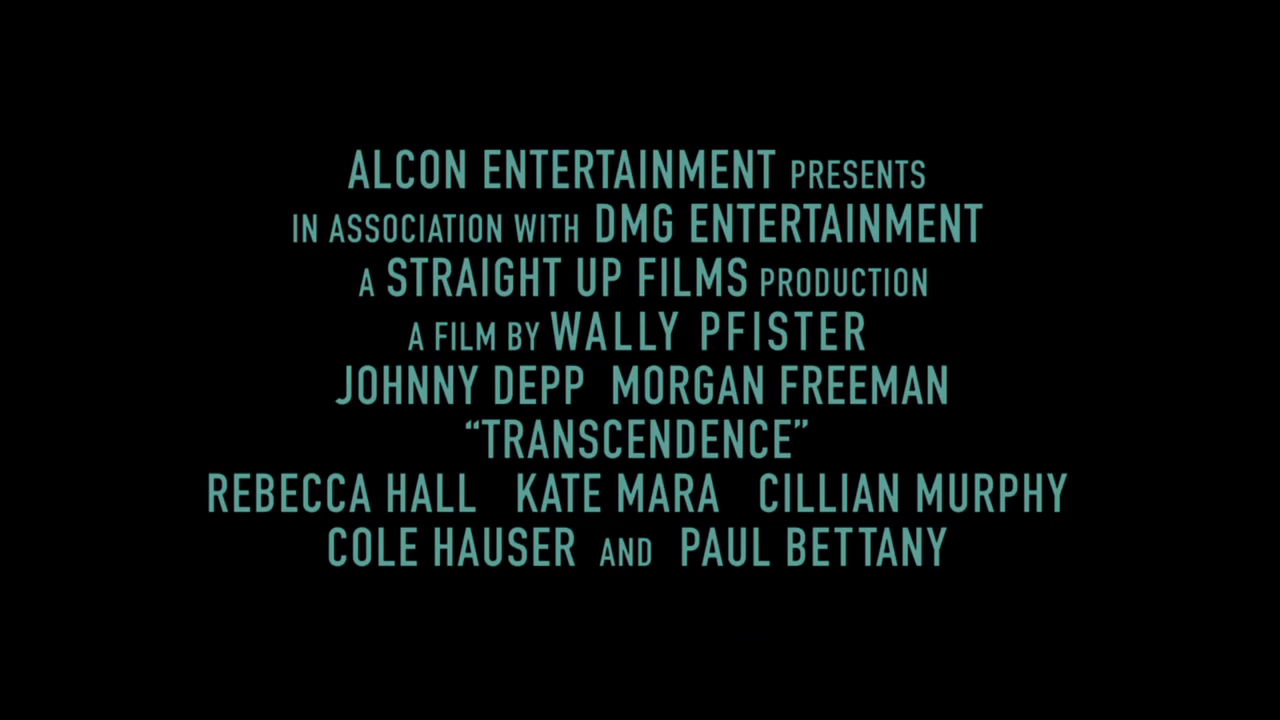 ALCON ENTERTAINMENT PRESENTS
IN ASSOCIATION WITH DMG ENTERTAINMENT
A STRAIGHT UP FILMS PRODUCTION
A FILM BY WALLY PFISTER
JOHNNY DEPP MORGAN FREEMAN
“TRANSCENDENCE”
REBECCA HALL KATE MARA CILLIAN MURPHY
COLE HAUSER AND PAUL BETTANY